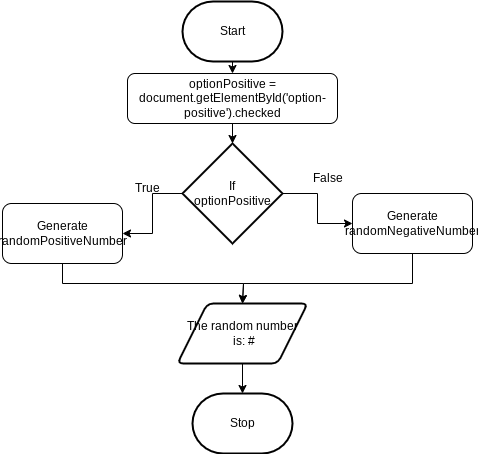 Start
optionPositive =
document.getElementById('option-
positive').checked
If
optionPositive
True
False
Generate
randomPositiveNumber
Generate
randomNegativeNumber
The random number
is: #
Stop